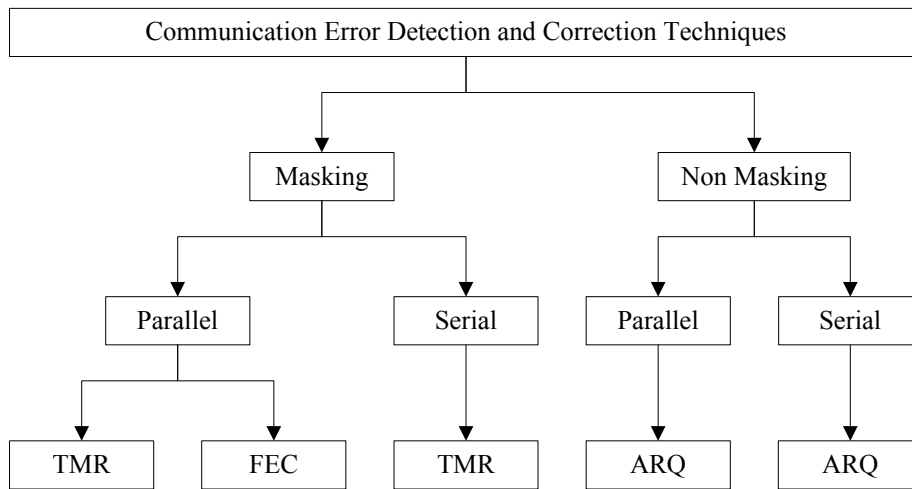 Communication Error Detection and Correction Techniques
Masking
Non Masking
Parallel
Serial
Parallel
Serial
TMR
FEC
TMR
ARQ
ARQ